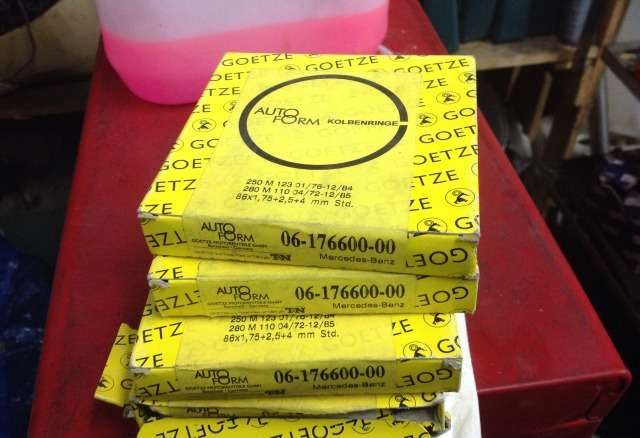 GOETZE
AUTO FORM KOLBENRINGE
250 M 123 01/76-12/84
280 M 110 04/72-12/85
86x1,75+2,5+4 mm Std.
AUTO FORM
06-176600-00
Mercedes-Benz
GOETZE
AUTO FORM
06-176600-00
Mercedes-Benz
GOETZE
250 M 123 01/76-12/84
280 M 110 04/72-12/85
86x1,75+2,5+4 mm Std.
AUTO FORM
06-176600-00
Mercedes-Benz
GOETZE